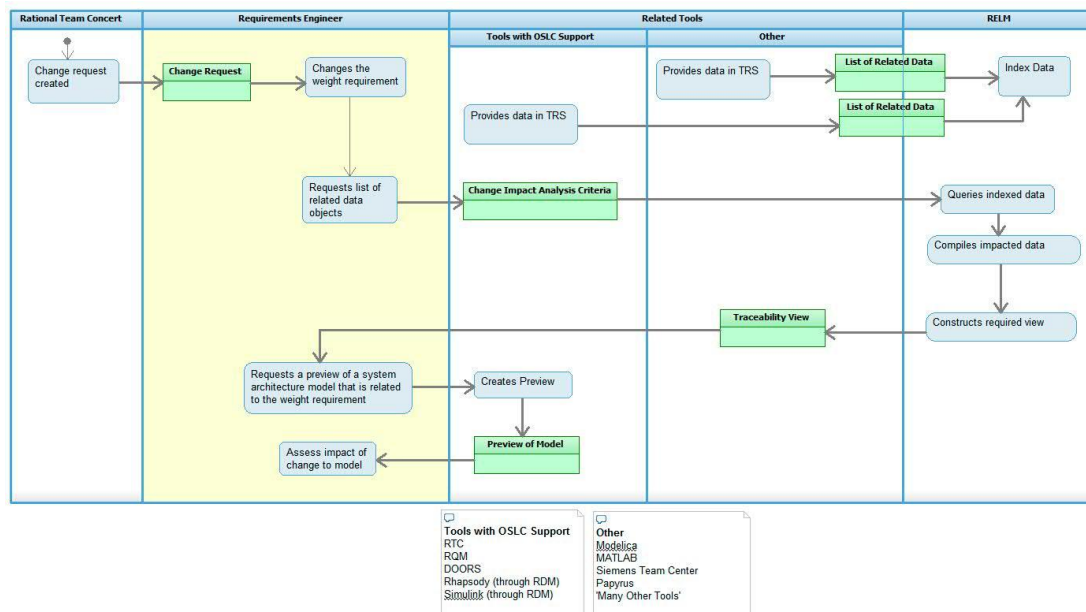 Rational Team Concert
Requirements Engineer
Related Tools
RELM
Tools with OSLC Support
Other
Change request
created
Change Request
Changes the
weight requirement
Provides data in TRS
List of Related Data
Index Data
Provides data in TRS
List of Related Data
Requests list of
related data
objects
Change Impact Analysis Criteria
Queries indexed data
Compiles impacted data
Traceability View
Constructs required view
Requests a preview of a system
architecture model that is related
to the weight requirement
Creates Preview
Assess impact of
change to model
Preview of Model
Tools with OSLC Support
RTC
RQM
DOORS
Rhapsody (through RDM)
Simulink (through RDM)
Other
Modelica
MATLAB
Siemens Team Center
Papyrus
'Many Other Tools'